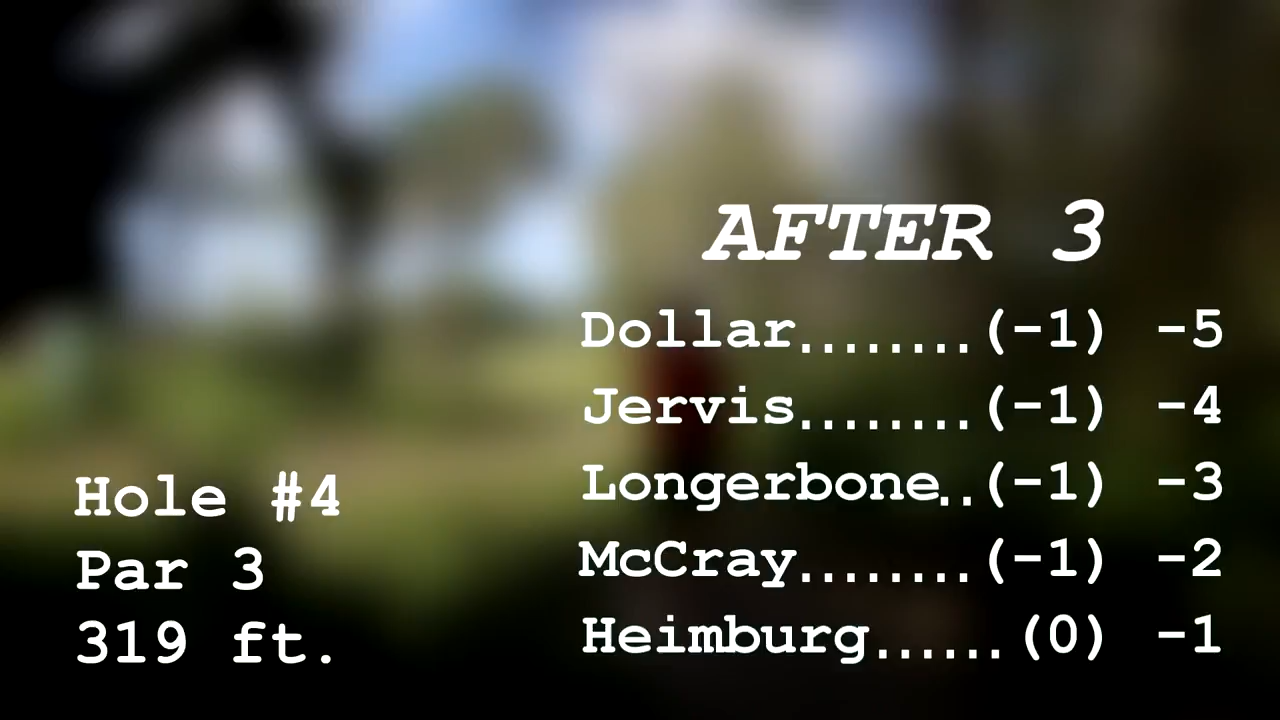 AFTER 3
Dollar........(-1) -5
Jervis........(-1) -4
Longerbone..(-1) -3
McCray........(-1) -2
Heimburg......(0) -1
Hole #4
Par 3
319 ft.